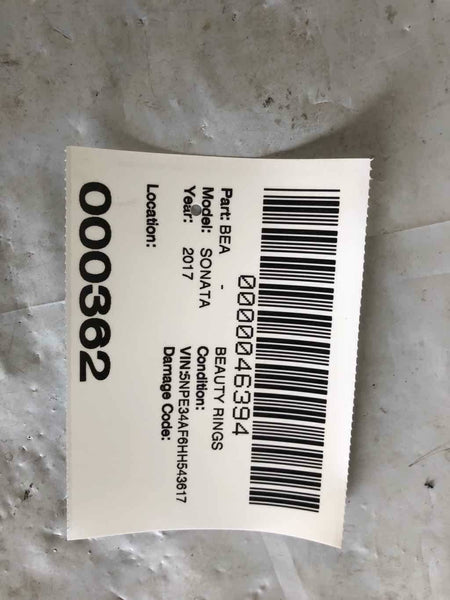 0000046394
Part: BEA - BEAUTY RINGS
Model: SONATA Condition:
Year: 2017 VIN:5NPE34AF6HH543617
Damage Code:
Location:
000362